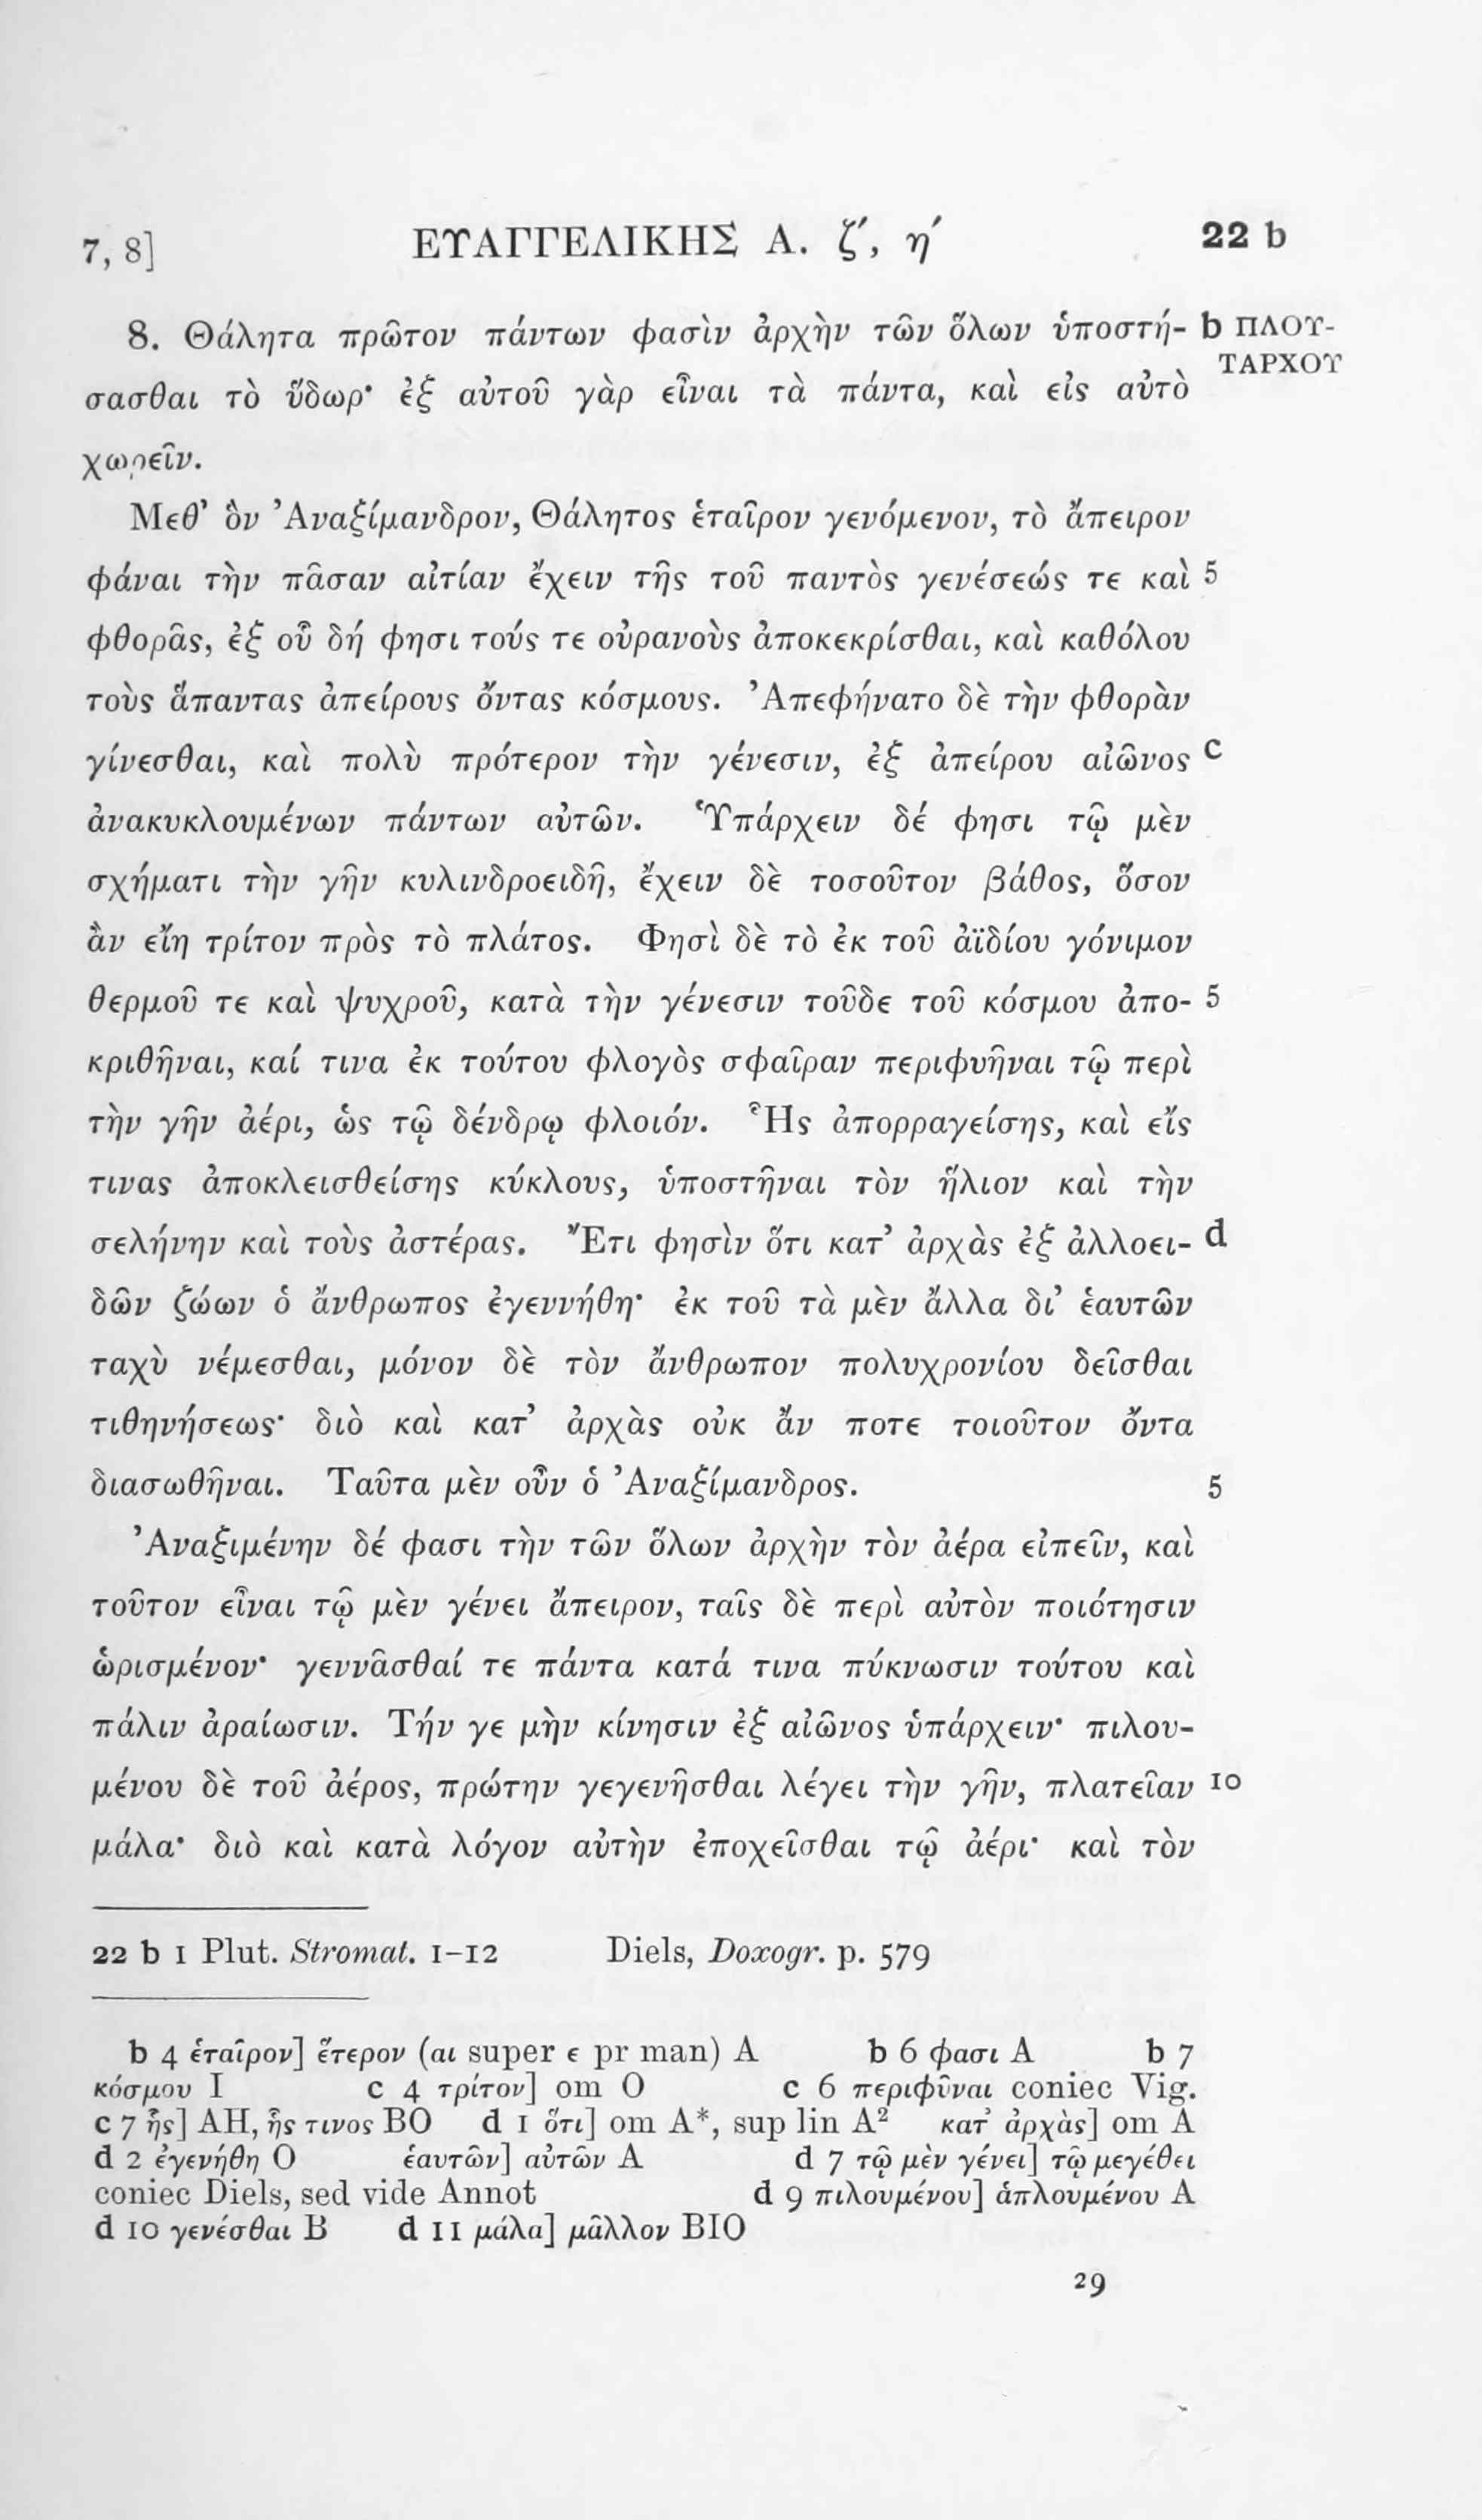 7, 8] ΕΥΑΓΓΕΛΙΚΗΣ Α. ζ′, η′ 22 b
8. Θάλητα πρῶτον πάντων φασὶν ἀρχὴν τῶν ὅλων ὑποστή- b ΠΛΟΥ-
ΤΑΡΧΟΥ
σασθαι τὸ ὕδωρ· ἐξ αὐτοῦ γὰρ εἶναι τὰ πάντα, καὶ εἰς αὐτὸ
χωρεῖν.
Μεθ’ ὃν Ἀναξίμανδρον, Θάλητος ἑταῖρον γενόμενον, τὸ ἄπειρον
φάναι τὴν πᾶσαν αἰτίαν ἔχειν τῆς τοῦ παντὸς γενέσεώς τε καὶ 5
φθορᾶς, ἐξ οὗ δή φησι τούς τε οὐρανοὺς ἀποκεκρίσθαι, καὶ καθόλου
τοὺς ἅπαντας ἀπείρους ὄντας κόσμους. Ἀπεφήνατο δὲ τὴν φθορὰν
γίνεσθαι, καὶ πολὺ πρότερον τὴν γένεσιν, ἐξ ἀπείρου αἰῶνος c
ἀνακυκλουμένων πάντων αὐτῶν. Ὑπάρχειν δέ φησι τῷ μὲν
σχήματι τὴν γῆν κυλινδροειδῆ, ἔχειν δὲ τοσοῦτον βάθος, ὅσον
ἂν εἴη τρίτον πρὸς τὸ πλάτος. Φησὶ δὲ τὸ ἐκ τοῦ ἀϊδίου γόνιμον
θερμοῦ τε καὶ ψυχροῦ, κατὰ τὴν γένεσιν τοῦδε τοῦ κόσμου ἀπο- 5
κριθῆναι, καί τινα ἐκ τούτου φλογὸς σφαῖραν περιφυῆναι τῷ περὶ
τὴν γῆν ἀέρι, ὡς τῷ δένδρῳ φλοιόν. Ἧς ἀπορραγείσης, καὶ εἴς
τινας ἀποκλεισθείσης κύκλους, ὑποστῆναι τὸν ἥλιον καὶ τὴν
σελήνην καὶ τοὺς ἀστέρας. Ἔτι φησὶν ὅτι κατ’ ἀρχὰς ἐξ ἀλλοει- d
δῶν ζώων ὁ ἄνθρωπος ἐγεννήθη· ἐκ τοῦ τὰ μὲν ἄλλα δι’ ἑαυτῶν
ταχὺ νέμεσθαι, μόνον δὲ τὸν ἄνθρωπον πολυχρονίου δεῖσθαι
τιθηνήσεως· διὸ καὶ κατ’ ἀρχὰς οὐκ ἄν ποτε τοιοῦτον ὄντα
διασωθῆναι. Ταῦτα μὲν οὖν ὁ Ἀναξίμανδρος. 5
Ἀναξιμένην δέ φασι τὴν τῶν ὅλων ἀρχὴν τὸν ἀέρα εἰπεῖν, καὶ
τοῦτον εἶναι τῷ μὲν γένει ἄπειρον, ταῖς δὲ περὶ αὐτὸν ποιότησιν
ὡρισμένον· γεννᾶσθαί τε πάντα κατά τινα πύκνωσιν τούτου καὶ
πάλιν ἀραίωσιν. Τήν γε μὴν κίνησιν ἐξ αἰῶνος ὑπάρχειν· πιλου-
μένου δὲ τοῦ ἀέρος, πρώτην γεγενῆσθαι λέγει τὴν γῆν, πλατεῖαν 10
μάλα· διὸ καὶ κατὰ λόγον αὐτὴν ἐποχεῖσθαι τῷ ἀέρι· καὶ τὸν
22 b 1 Plut. Stromat. 1-12 Diels, Doxogr. p. 579
b 4 ἑταῖρον] ἕτερον (αι super ε pr man) A b 6 φασι A b 7
κόσμου I c 4 τρίτον] om O c 6 περιφῦναι coniec Vig.
c 7 ἧς] AH, ἧς τινος BO d 1 ὅτι] om A*, sup lin A² κατ’ ἀρχὰς] om A
d 2 ἐγενήθη O ἑαυτῶν] αὐτῶν A d 7 τῷ μὲν γένει] τῷ μεγέθει
coniec Diels, sed vide Annot d 9 πιλουμένου] ἁπλουμένου A
d 10 γενέσθαι B d 11 μάλα] μᾶλλον BIO
29